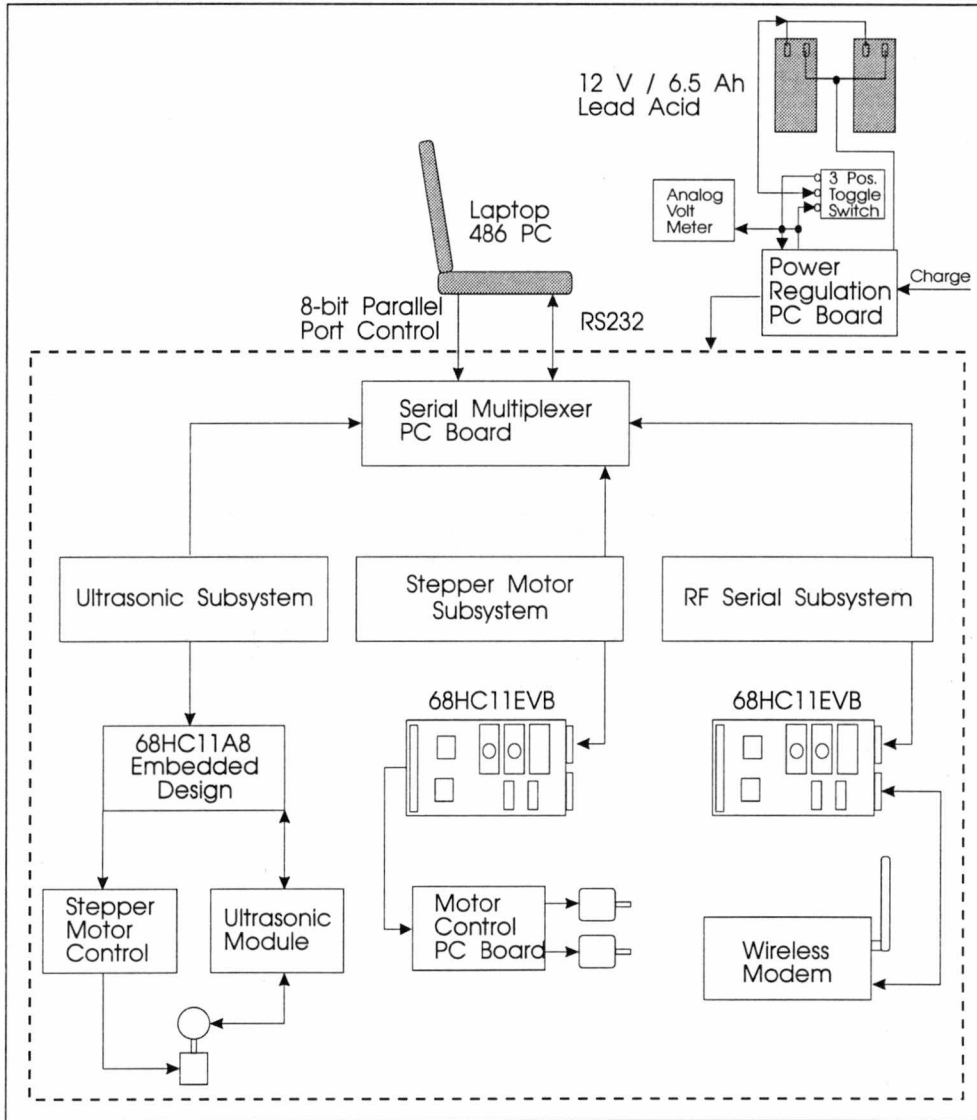 12 V / 6.5 Ah
Lead Acid
3 Pos.
Toggle
Switch
Analog
Volt
Meter
Laptop
486 PC
Power
Regulation
PC Board
Charge
8-bit Parallel
Port Control
RS232
Serial Multiplexer
PC Board
Ultrasonic Subsystem
Stepper Motor
Subsystem
RF Serial Subsystem
68HC11EVB
68HC11EVB
68HC11A8
Embedded
Design
Stepper
Motor
Control
Ultrasonic
Module
Motor
Control
PC Board
Wireless
Modem